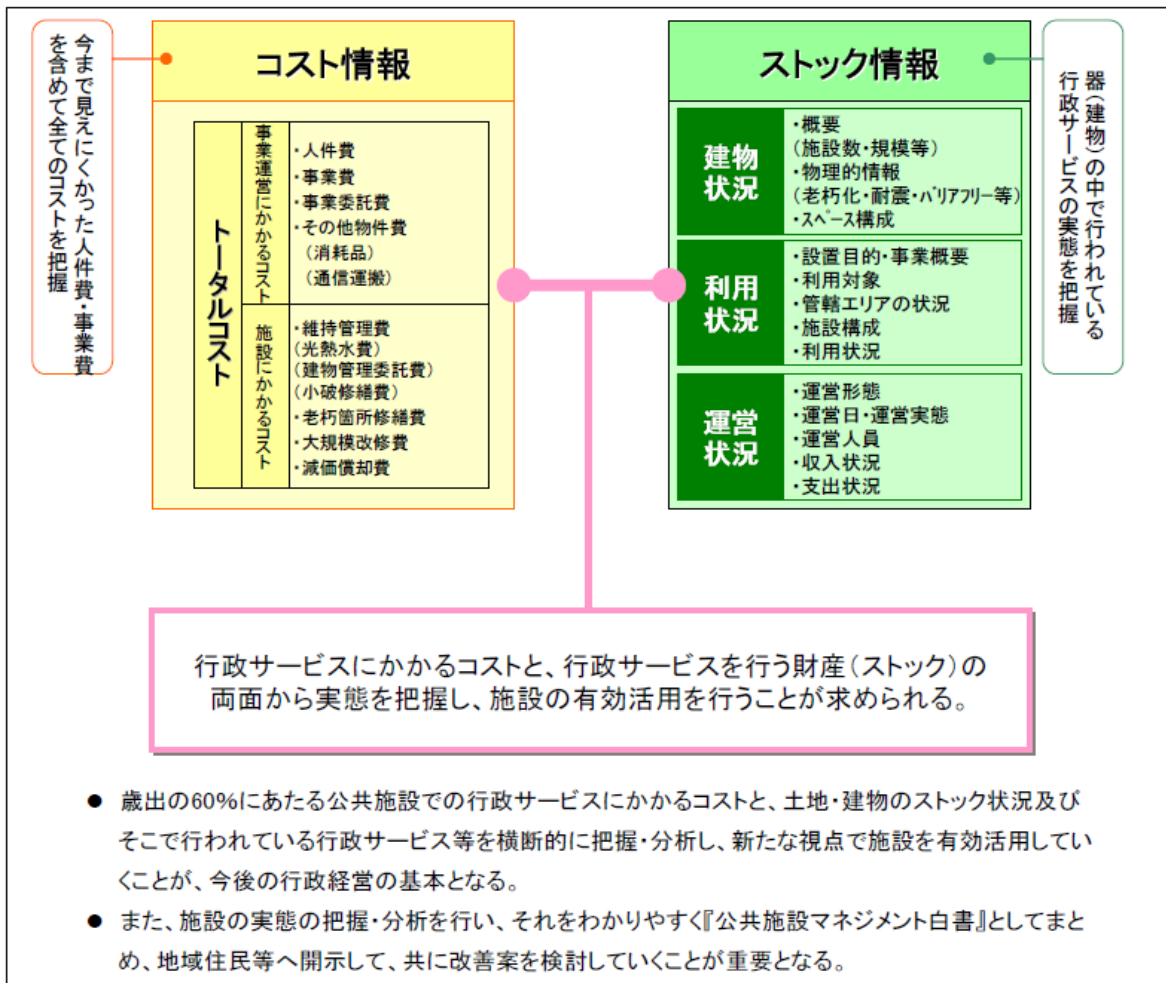 今まで見えにくかった人件費・事業費
を含めて全てのコストを把握
コスト情報
トータルコスト
事業運営にかかるコスト
・人件費
・事業費
・事業委託費
・その他物件費
（消耗品）
（通信運搬）
施設にかかるコスト
・維持管理費
（光熱水費）
（建物管理委託費）
（小破修繕費）
・老朽箇所修繕費
・大規模改修費
・減価償却費
ストック情報
建物
状況
・概要
（施設数・規模等）
・物理的情報
（老朽化・耐震・バリアフリー等）
・スペース構成
利用
状況
・設置目的・事業概要
・利用対象
・管轄エリアの状況
・施設構成
・利用状況
運営
状況
・運営形態
・運営日・運営実態
・運営人員
・収入状況
・支出状況
器（建物）の中で行われている
行政サービスの実態を把握
行政サービスにかかるコストと、行政サービスを行う財産（ストック）の
両面から実態を把握し、施設の有効活用を行うことが求められる。
● 歳出の60％にあたる公共施設での行政サービスにかかるコストと、土地・建物のストック状況及び
そこで行われている行政サービス等を横断的に把握・分析し、新たな視点で施設を有効活用してい
くことが、今後の行政経営の基本となる。
● また、施設の実態の把握・分析を行い、それをわかりやすく『公共施設マネジメント白書』としてまと
め、地域住民等へ開示して、共に改善案を検討していくことが重要となる。